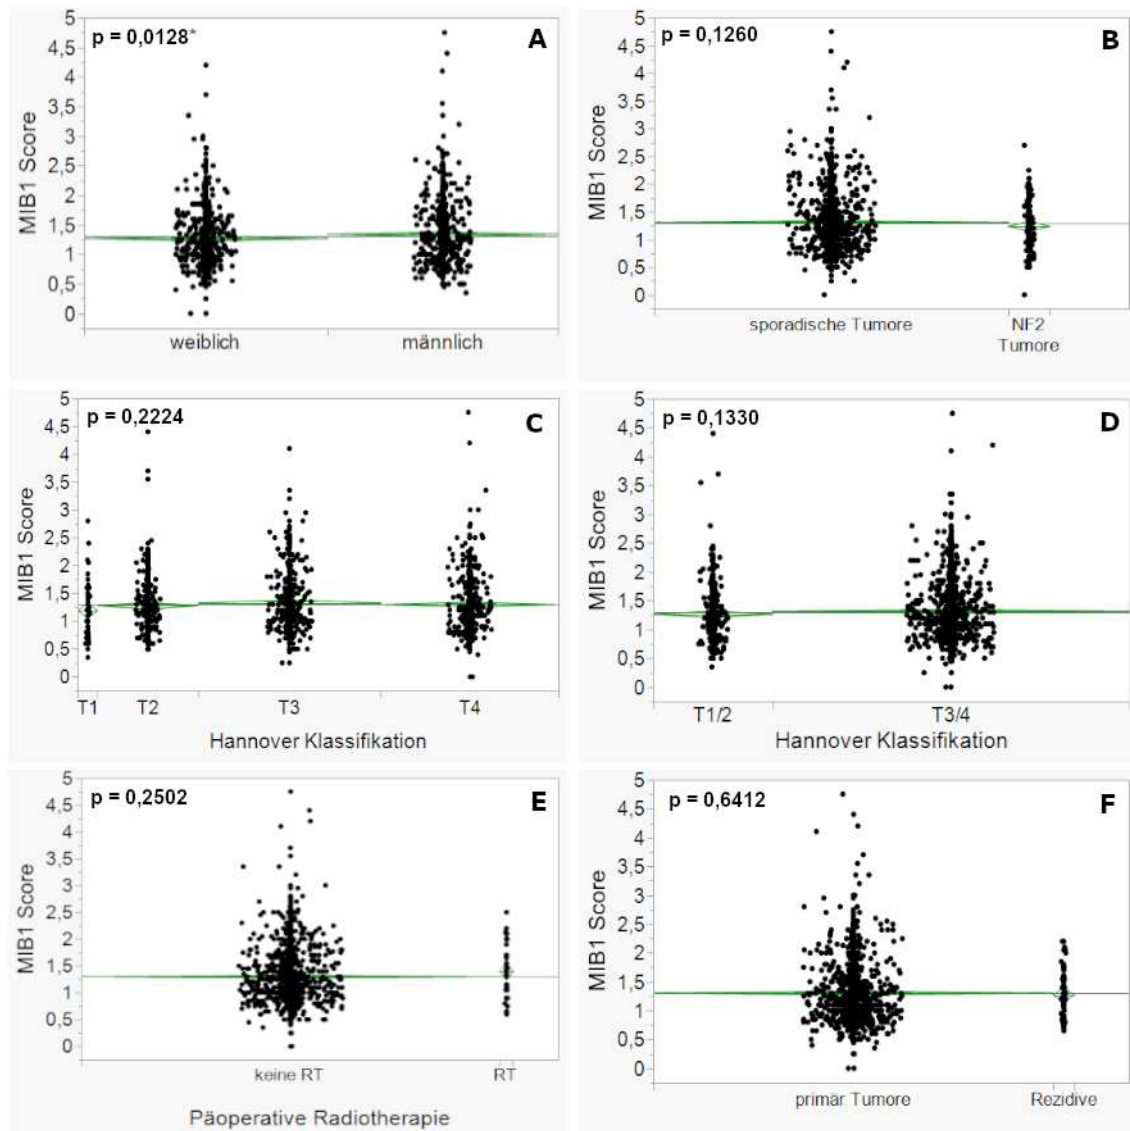 p = 0,0128*
A
5
4,5
4
3,5
3
2,5
2
1,5
1
0,5
0
MIB1 Score
weiblich
männlich
p = 0,1260
B
5
4,5
4
3,5
3
2,5
2
1,5
1
0,5
0
MIB1 Score
sporadische Tumore
NF2
Tumore
p = 0,2224
C
5
4,5
4
3,5
3
2,5
2
1,5
1
0,5
0
MIB1 Score
T1
T2
T3
T4
Hannover Klassifikation
p = 0,1330
D
5
4,5
4
3,5
3
2,5
2
1,5
1
0,5
0
MIB1 Score
T1/2
T3/4
Hannover Klassifikation
p = 0,2502
E
5
4,5
4
3,5
3
2,5
2
1,5
1
0,5
0
MIB1 Score
keine RT
RT
Päoperative Radiotherapie
p = 0,6412
F
5
4,5
4
3,5
3
2,5
2
1,5
1
0,5
0
MIB1 Score
primär Tumore
Rezidive